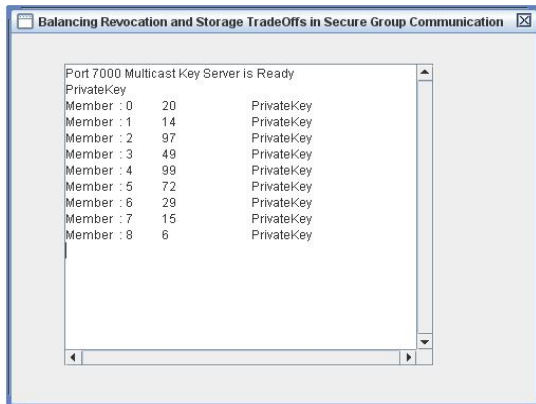 Balancing Revocation and Storage TradeOffs in Secure Group Communication
Port 7000 Multicast Key Server is Ready
PrivateKey
Member : 0 20 PrivateKey
Member : 1 14 PrivateKey
Member : 2 97 PrivateKey
Member : 3 49 PrivateKey
Member : 4 99 PrivateKey
Member : 5 72 PrivateKey
Member : 6 29 PrivateKey
Member : 7 15 PrivateKey
Member : 8 6 PrivateKey